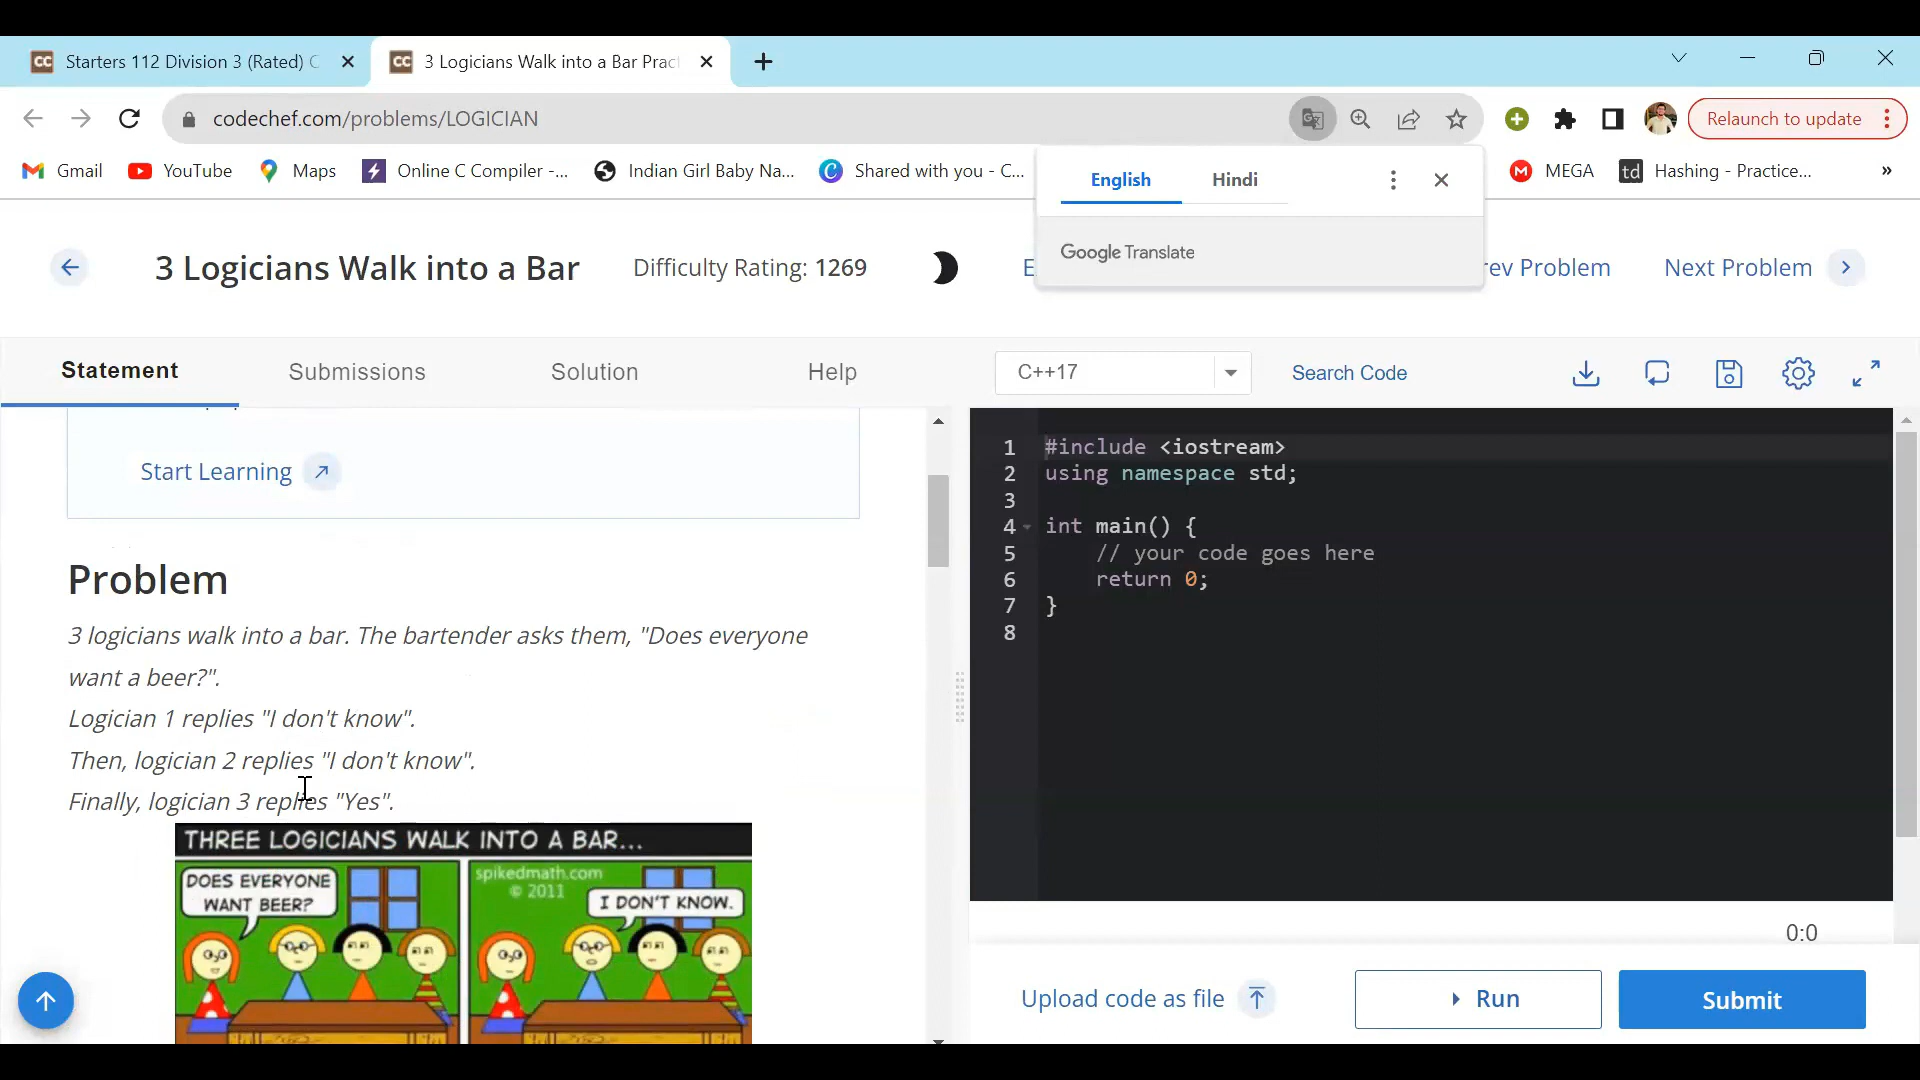 Starters 112 Division 3 (Rated) C
3 Logicians Walk into a Bar Prac
codechef.com/problems/LOGICIAN
Relaunch to update
Gmail
YouTube
Maps
Online C Compiler -...
Indian Girl Baby Na...
Shared with you - C...
MEGA
td
Hashing - Practice...
»
English
Hindi
Google Translate
3 Logicians Walk into a Bar
Difficulty Rating: 1269
E
rev Problem
Next Problem
Statement
Submissions
Solution
Help
C++17
Search Code
Start Learning
Problem
3 logicians walk into a bar. The bartender asks them, "Does everyone
want a beer?".
Logician 1 replies "I don't know".
Then, logician 2 replies "I don't know".
Finally, logician 3 replies "Yes".
THREE LOGICIANS WALK INTO A BAR...
DOES EVERYONE
WANT BEER?
spikedmath.com
© 2011
I DON'T KNOW.
1 #include <iostream>
2 using namespace std;
3
4 int main() {
5 // your code goes here
6 return 0;
7 }
8
0:0
Upload code as file
Run
Submit